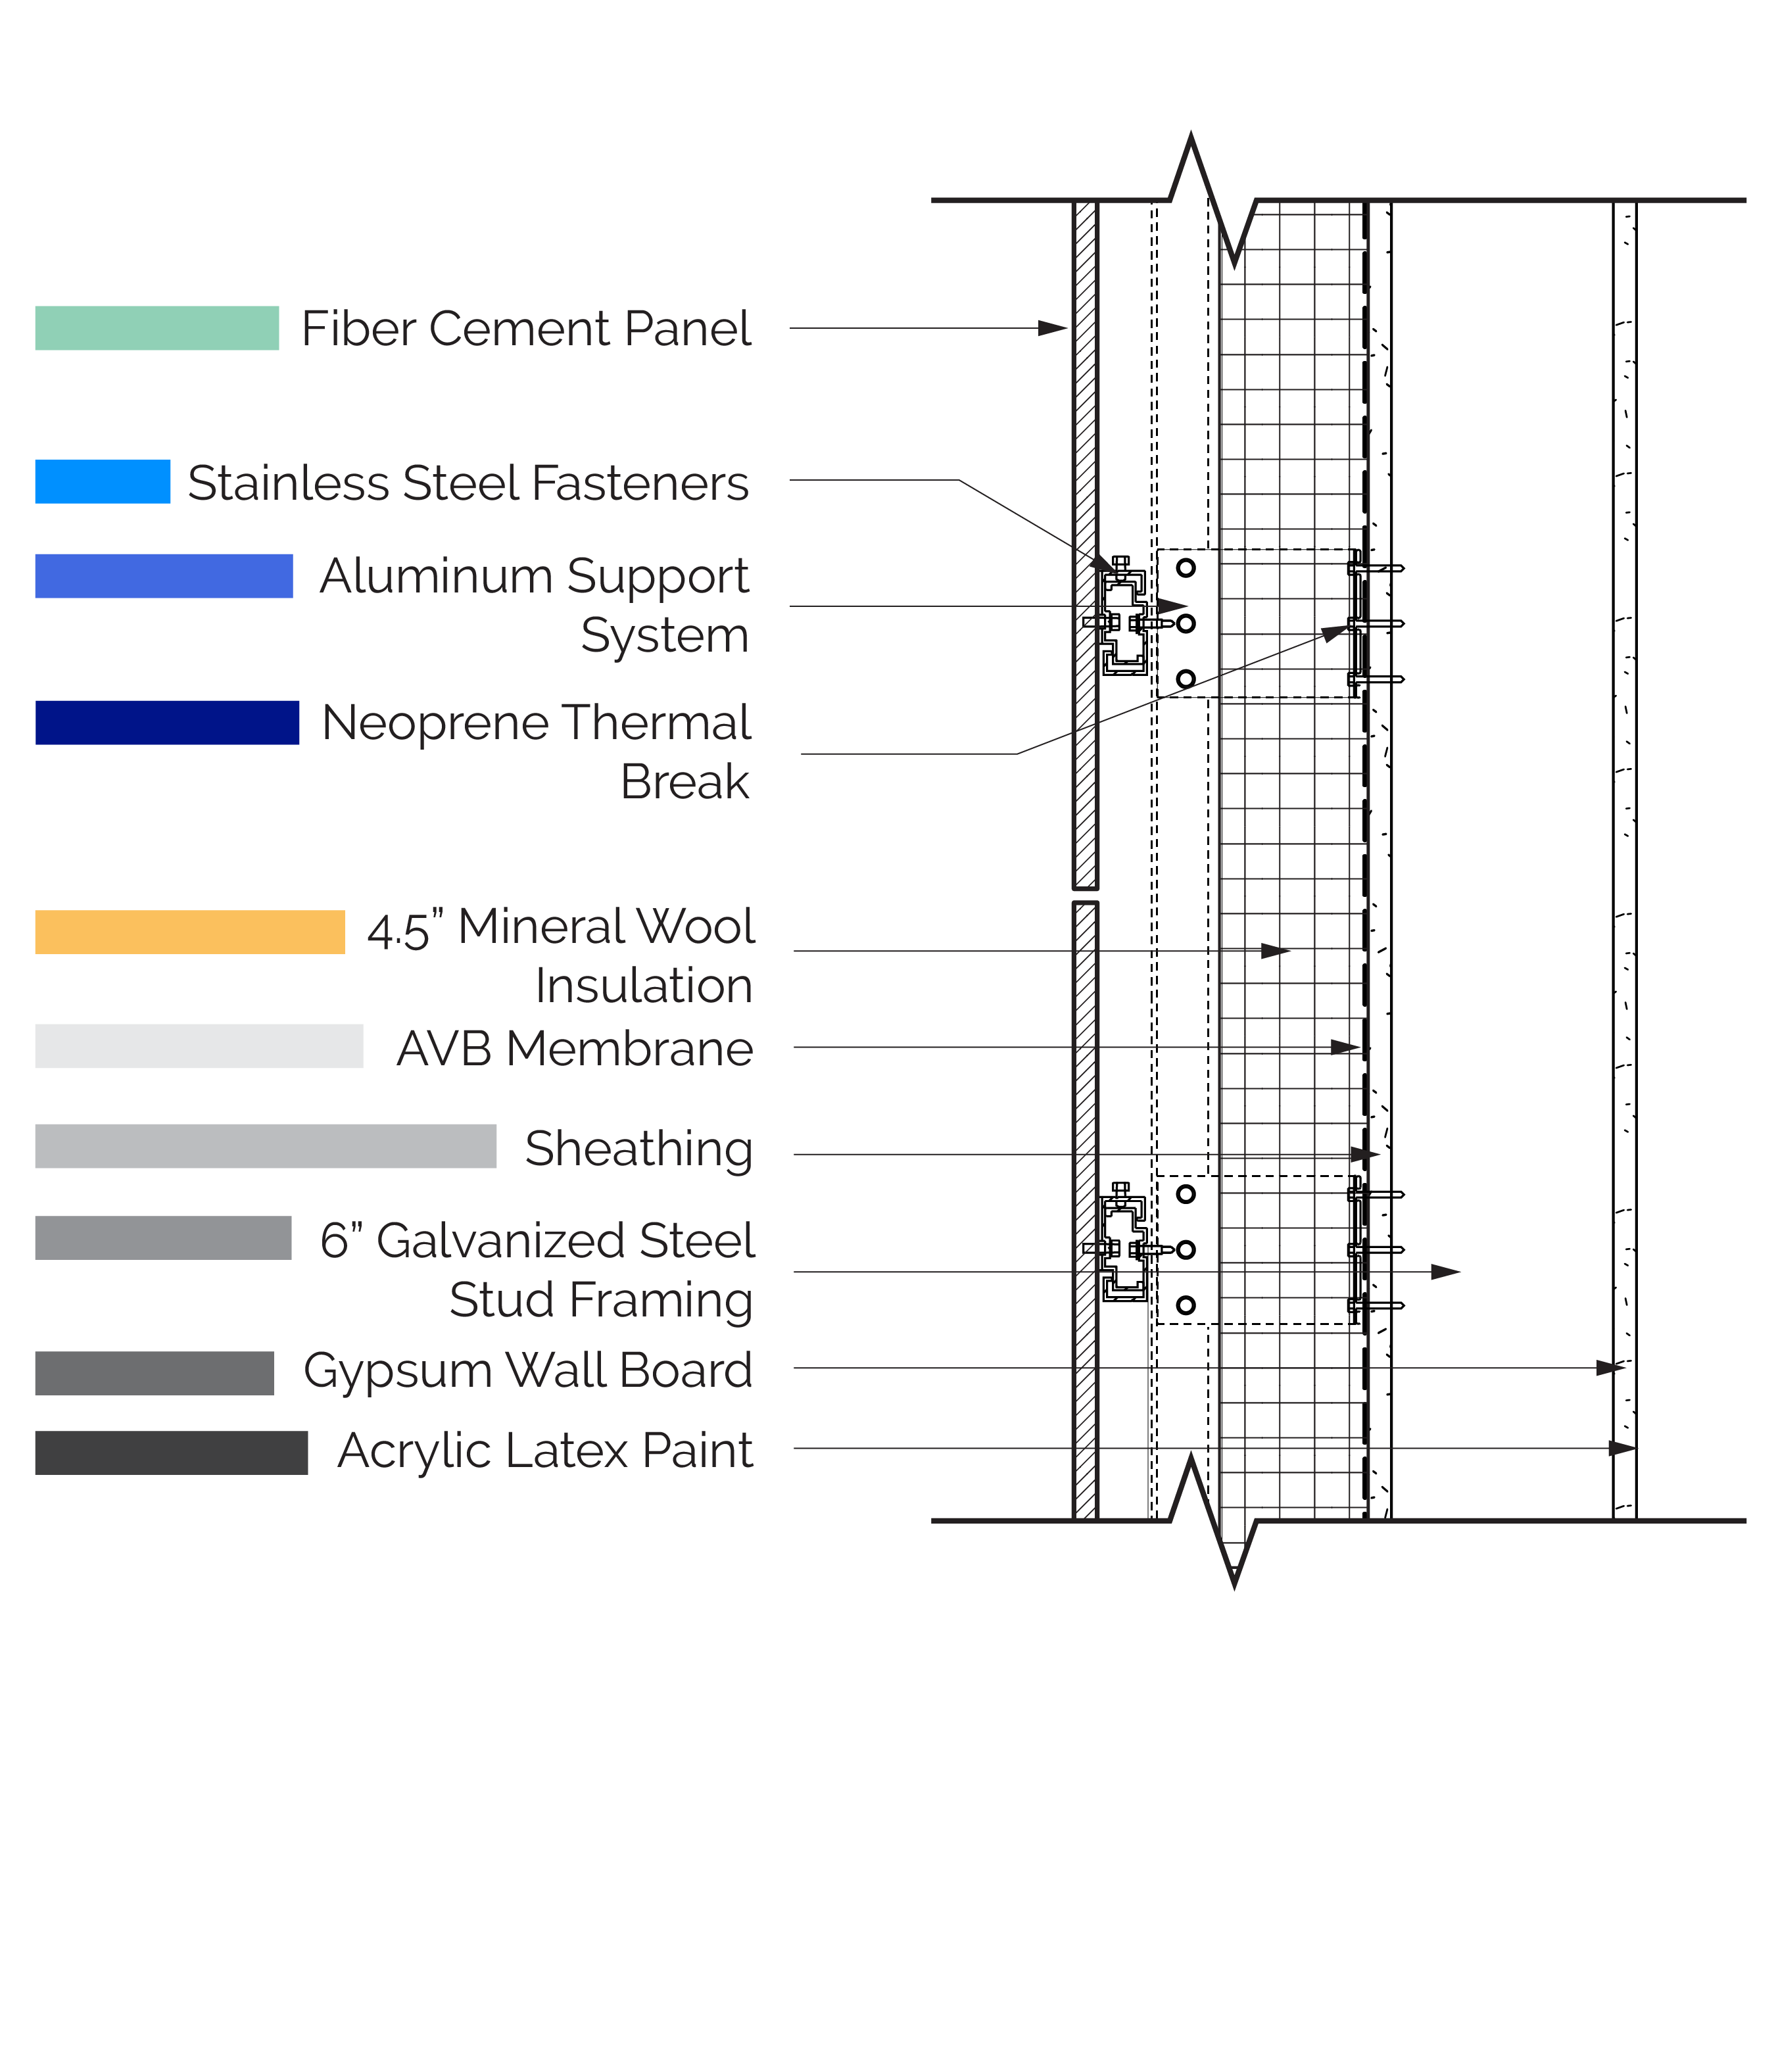 Fiber Cement Panel
Stainless Steel Fasteners
Aluminum Support
System
Neoprene Thermal
Break
4.5” Mineral Wool
Insulation
AVB Membrane
Sheathing
6” Galvanized Steel
Stud Framing
Gypsum Wall Board
Acrylic Latex Paint